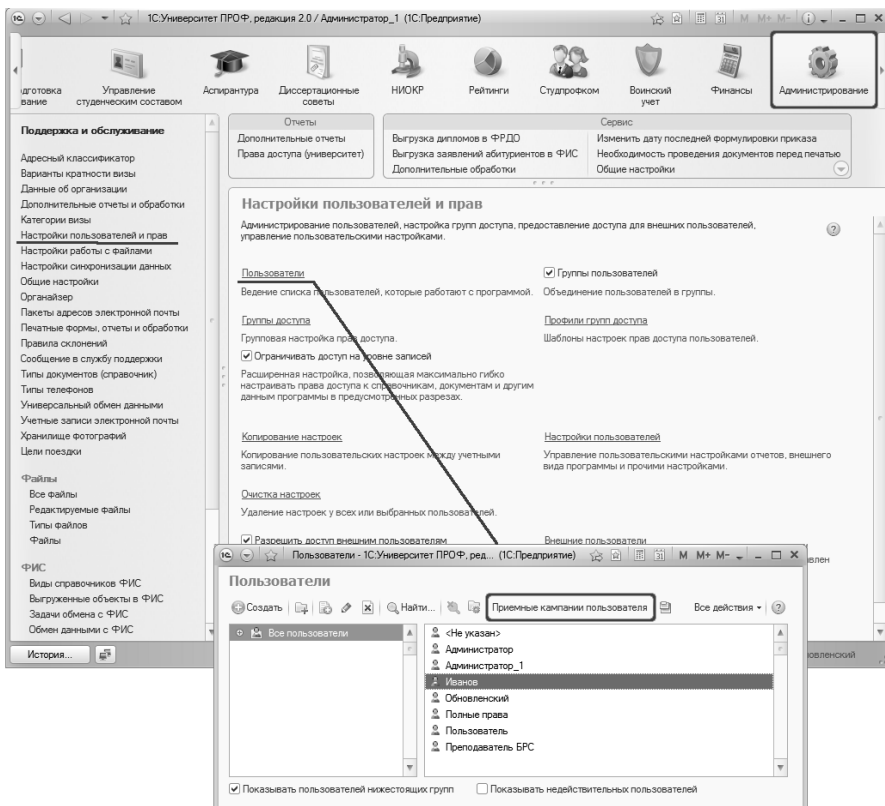 1С:Университет ПРОФ, редакция 2.0 / Администратор_1 (1С:Предприятие)
M M+ M-
Управление студенческим составом
Аспирантура
Диссертационные советы
НИОКР
Рейтинги
Студпрофком
Воинский учет
Финансы
Администрирование
Поддержка и обслуживание
Адресный классификатор
Варианты кратности визы
Данные об организации
Дополнительные отчеты и обработки
Категории визы
Настройки пользователей и прав
Настройки работы с файлами
Настройки синхронизации данных
Общие настройки
Органайзер
Пакеты адресов электронной почты
Печатные формы, отчеты и обработки
Правила склонений
Сообщение в службу поддержки
Типы документов (справочник)
Типы телефонов
Универсальный обмен данными
Учетные записи электронной почты
Хранилище фотографий
Цели поездки
Файлы
Все файлы
Редактируемые файлы
Типы файлов
Файлы
ФИС
Виды справочников ФИС
Выгруженные объекты в ФИС
Задачи обмена с ФИС
Обмен данными с ФИС
История...
Отчеты
Дополнительные отчеты
Права доступа (университет)
Сервис
Выгрузка дипломов в ФРДО
Изменить дату последней формулировки приказа
Выгрузка заявлений абитуриентов в ФИС
Необходимость проведения документов перед печатью
Дополнительные обработки
Общие настройки
Настройки пользователей и прав
Администрирование пользователей, настройка групп доступа, предоставление доступа для внешних пользователей,
управление пользовательскими настройками.
Пользователи
Группы пользователей
Ведение списка пользователей, которые работают с программой.
Объединение пользователей в группы.
Группы доступа
Профили групп доступа
Групповая настройка прав доступа.
Шаблоны настроек прав доступа пользователей.
Ограничивать доступ на уровне записей
Расширенная настройка, позволяющая максимально гибко
настраивать права доступа к справочникам, документам и другим
данным программы в предусмотренных разрезах.
Копирование настроек
Настройки пользователей
Копирование пользовательских настроек между учетными
записями.
Управление пользовательскими настройками отчетов, внешнего
вида программы и прочими настройками.
Очистка настроек
Удаление настроек у всех или выбранных пользователей.
Разрешить доступ внешним пользователям
Внешние пользователи
Пользователи - 1С:Университет ПРОФ, ред... (1С:Предприятие)
M M+ M-
Пользователи
Создать
Найти...
Приемные кампании пользователя
Все действия
Все пользователи
<Не указан>
Администратор
Администратор_1
Иванов
Обновленский
Полные права
Пользователь
Преподаватель БРС
Показывать пользователей нижестоящих групп
Показывать недействительных пользователей